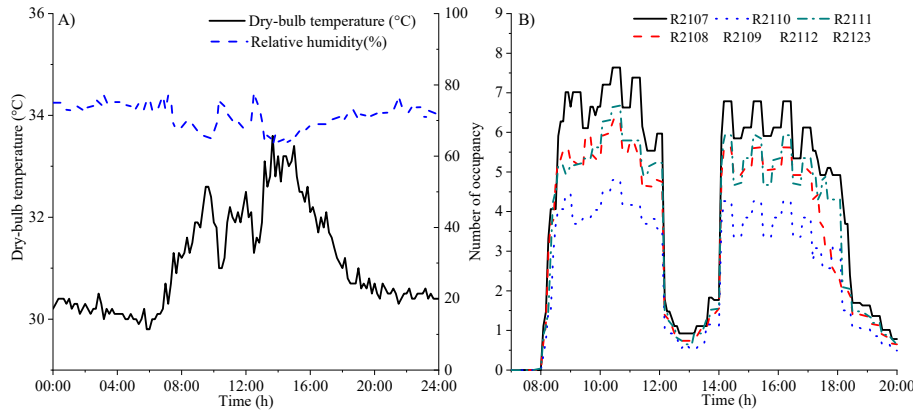 A)
Dry-bulb temperature (°C)
Relative humidity(%)
36
34
32
30
Dry-bulb temperature (°C)
100
80
60
40
20
0
00:00 04:00 08:00 12:00 16:00 20:00 24:00
Time (h)
B)
R2107 R2110 R2111
R2108 R2109 R2112 R2123
9
8
7
6
5
4
3
2
1
0
Number of occupancy
08:00 10:00 12:00 14:00 16:00 18:00 20:00
Time (h)